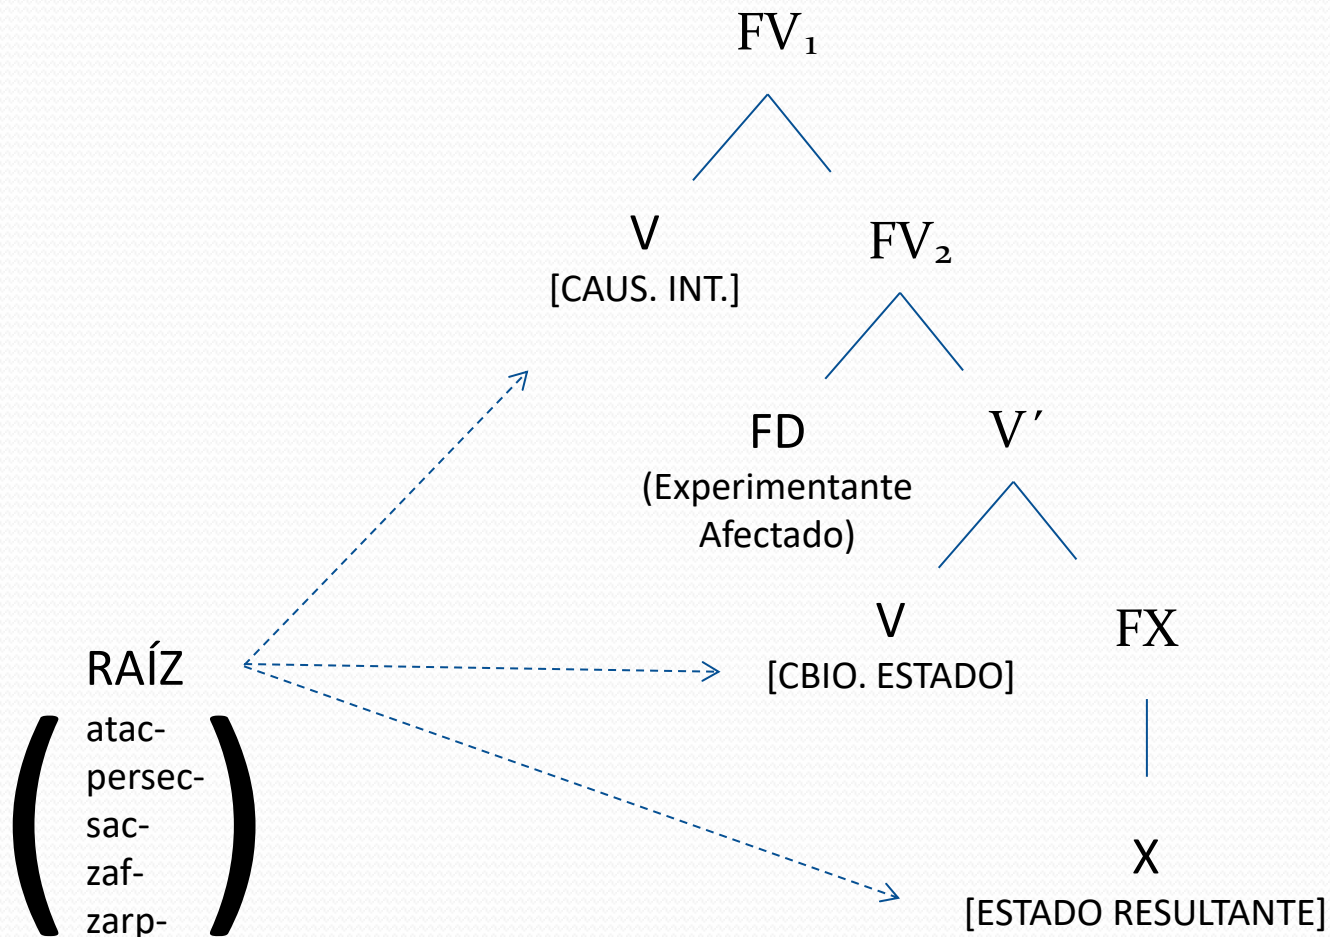 FV₁
V
[CAUS. INT.]
FV₂
FD
(Experimentante
Afectado)
V´
V
[CBIO. ESTADO]
FX
RAÍZ
atac-
persec-
sac-
zaf-
zarp-
X
[ESTADO RESULTANTE]